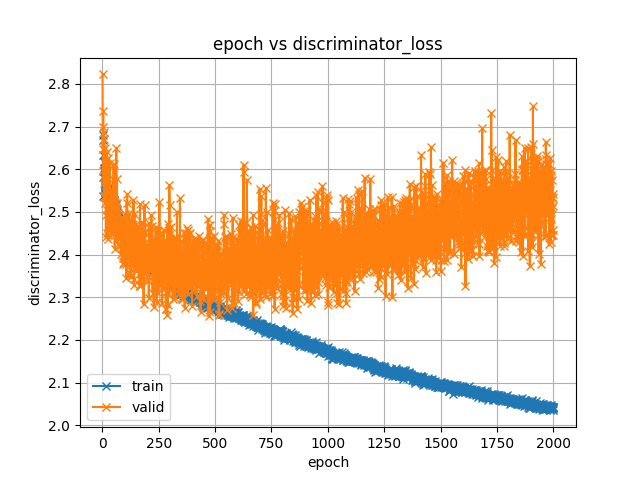 epoch vs discriminator_loss
discriminator_loss
2.8
2.7
2.6
2.5
2.4
2.3
2.2
2.1
2.0
train
valid
0 250 500 750 1000 1250 1500 1750 2000
epoch